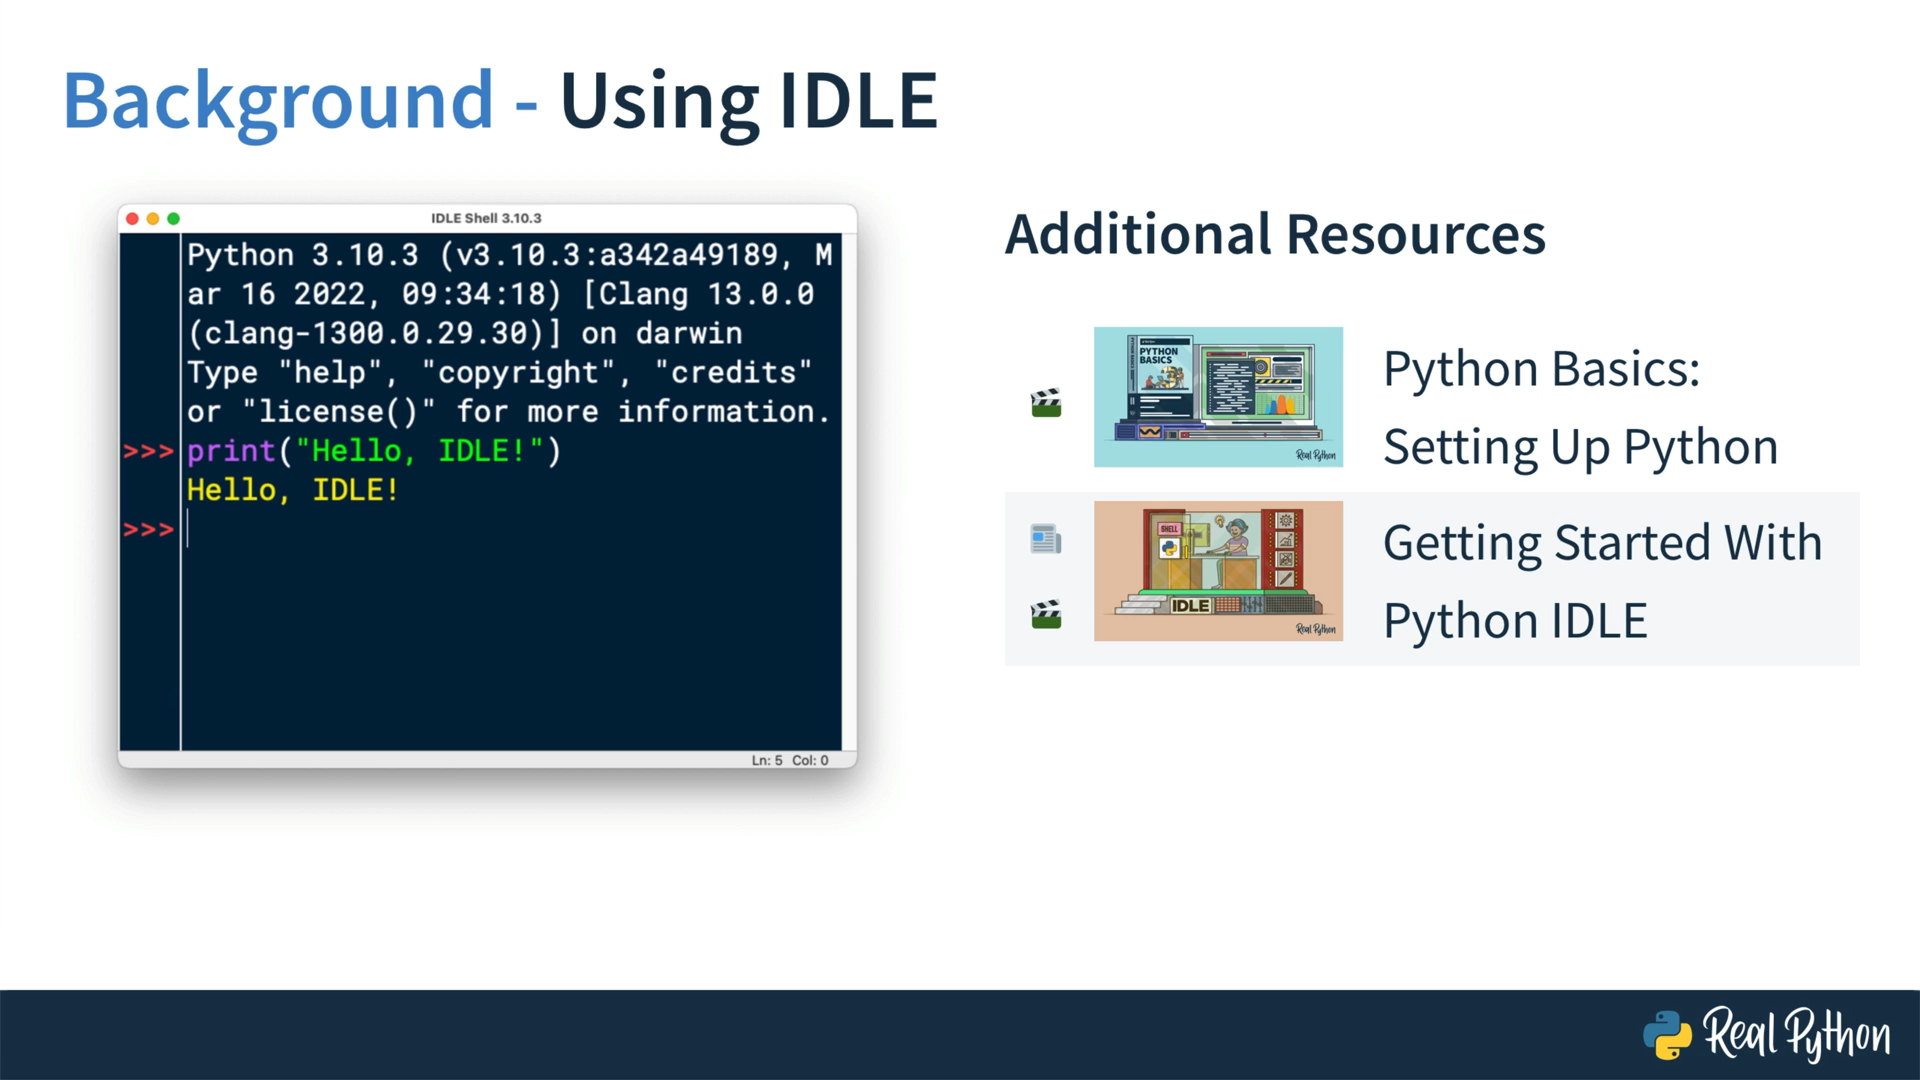 Background - Using IDLE
IDLE Shell 3.10.3
Python 3.10.3 (v3.10.3:a342a49189, M
ar 16 2022, 09:34:18) [Clang 13.0.0
(clang-1300.0.29.30)] on darwin
Type "help", "copyright", "credits"
or "license()" for more information.
>>> print("Hello, IDLE!")
Hello, IDLE!
>>>
Ln: 5 Col: 0
Additional Resources
PYTHON
BASICS
Real Python
Python Basics:
Setting Up Python
SHELL
IDLE
Real Python
Getting Started With
Python IDLE
Real Python